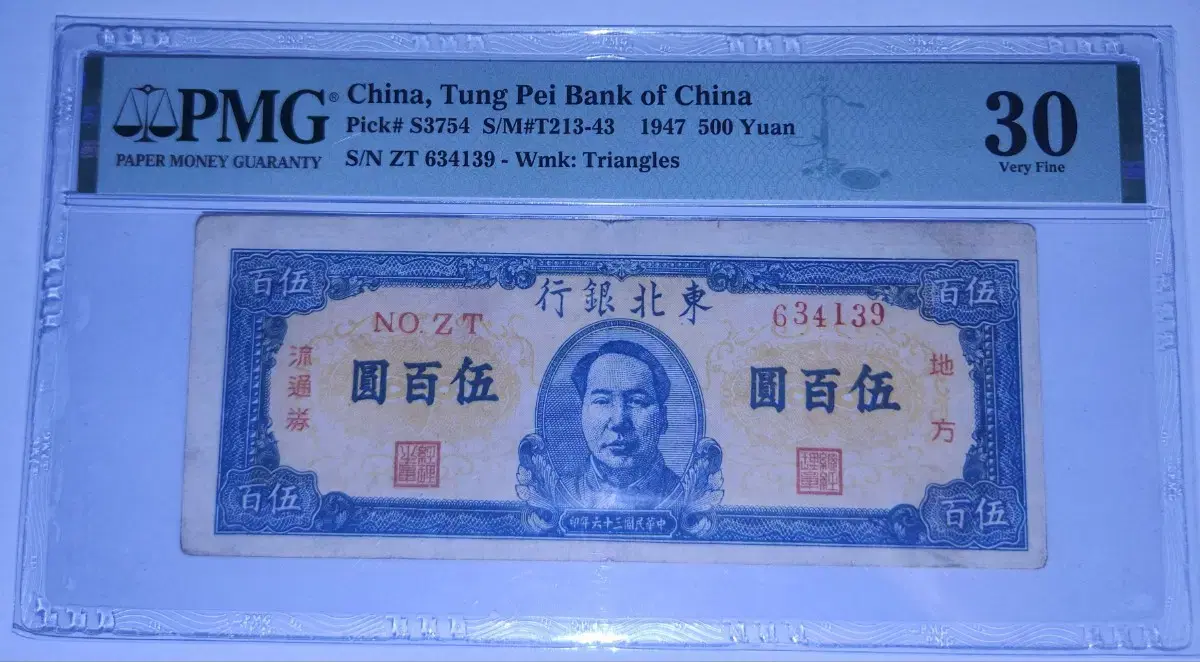 PMG®
PAPER MONEY GUARANTY
China, Tung Pei Bank of China
Pick# S3754 S/M#T213-43 1947 500 Yuan
S/N ZT 634139 - Wmk: Triangles
30
Very Fine
百伍
百伍
行銀北東
NO. ZT
634139
圓百伍
圓百伍
地方
流通券
印年六十三國民華中
百伍
百伍